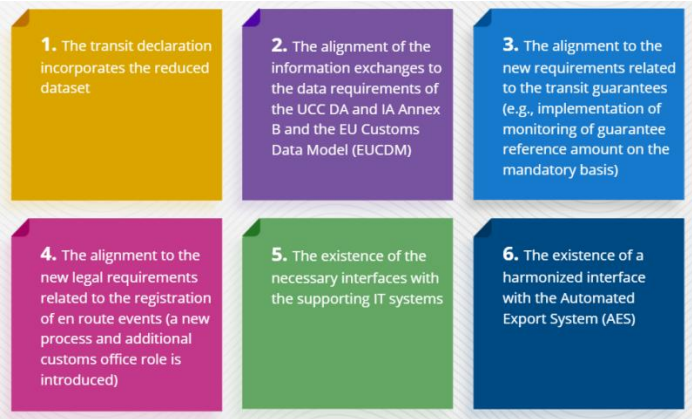 1. The transit declaration
incorporates the reduced
dataset
2. The alignment of the
information exchanges to
the data requirements of
the UCC DA and IA Annex
B and the EU Customs
Data Model (EUCDM)
3. The alignment to the
new requirements related
to the transit guarantees
(e.g., implementation of
monitoring of guarantee
reference amount on the
mandatory basis)
4. The alignment to the
new legal requirements
related to the registration
of en route events (a new
process and additional
customs office role is
introduced)
5. The existence of the
necessary interfaces with
the supporting IT systems
6. The existence of a
harmonized interface
with the Automated
Export System (AES)